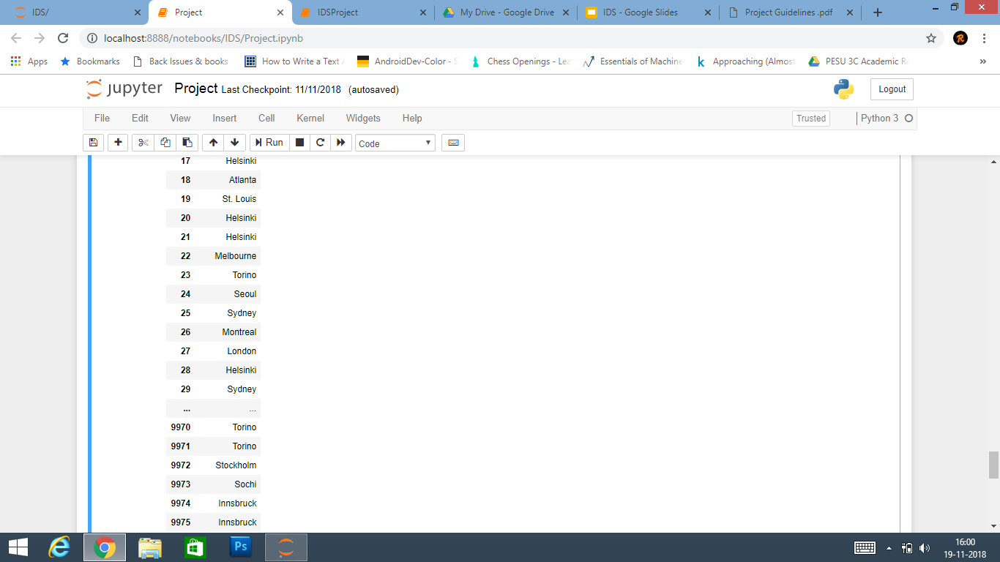 IDS/ Project IDSProject My Drive - Google Drive IDS - Google Slides Project Guidelines .pdf
localhost:8888/notebooks/IDS/Project.ipynb R
Apps Bookmarks Back Issues & books How to Write a Text AndroidDev-Color - Chess Openings - Lea Essentials of Machine k Approaching (Almost PESU 3C Academic Re »
jupyter Project Last Checkpoint: 11/11/2018 (autosaved) Logout
File Edit View Insert Cell Kernel Widgets Help Trusted Python 3
Run Code
17 Helsinki
18 Atlanta
19 St. Louis
20 Helsinki
21 Helsinki
22 Melbourne
23 Torino
24 Seoul
25 Sydney
26 Montreal
27 London
28 Helsinki
29 Sydney
... ...
9970 Torino
9971 Torino
9972 Stockholm
9973 Sochi
9974 Innsbruck
9975 Innsbruck
Ps
16:00
19-11-2018